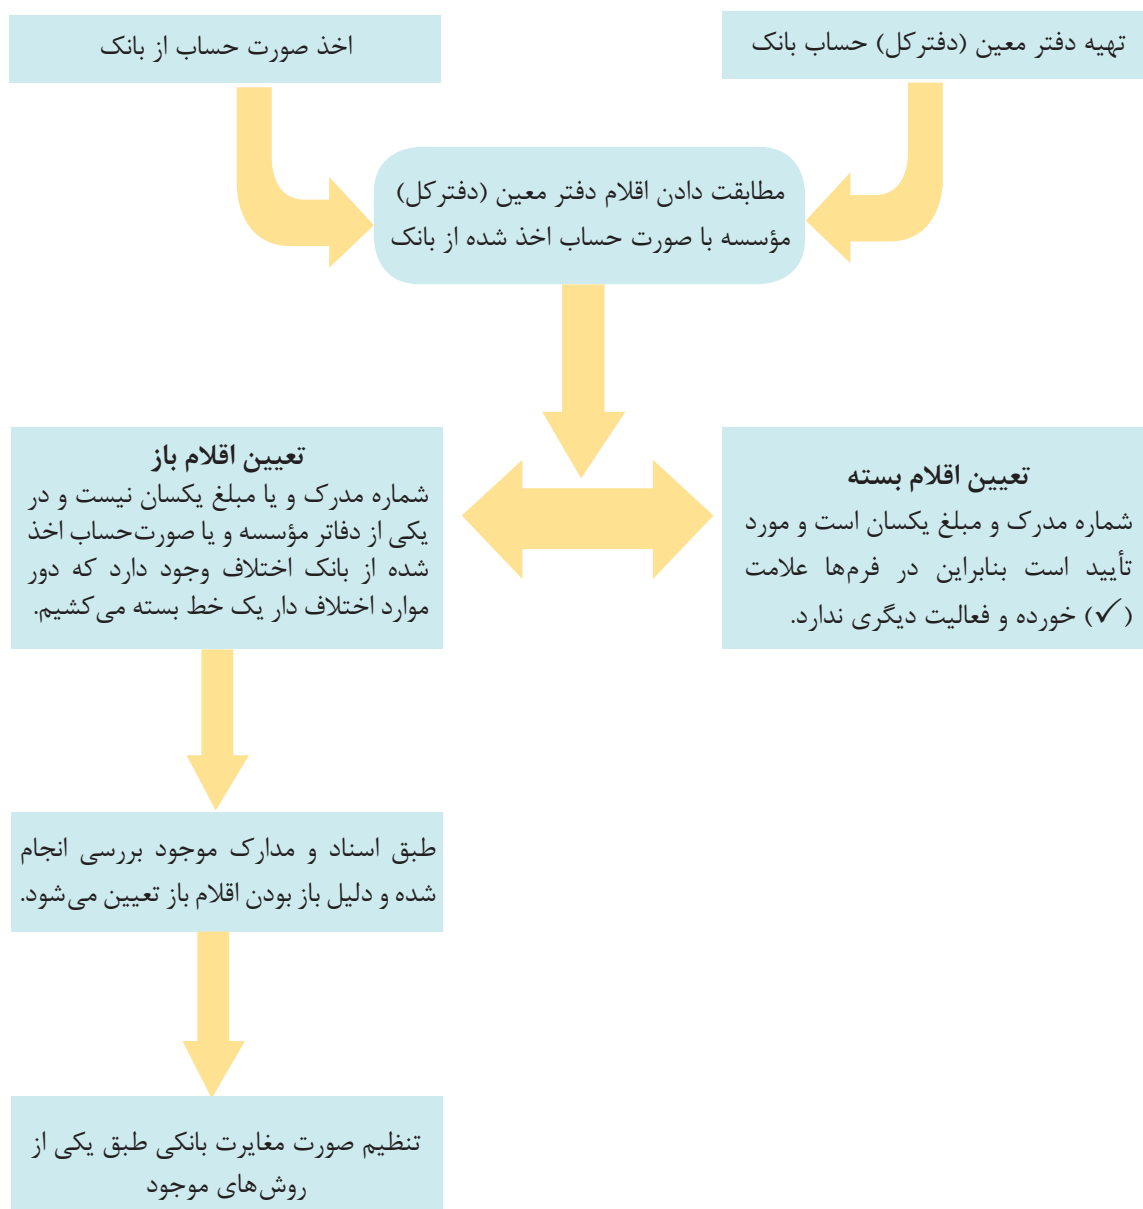 تهیه دفتر معین (دفترکل) حساب بانک
اخذ صورت حساب از بانک
مطابقت دادن اقلام دفتر معین (دفترکل)
مؤسسه با صورت حساب اخذ شده از بانک
تعیین اقلام بسته
شماره مدرک و مبلغ یکسان است و مورد
تأیید است بنابراین در فرم‌ها علامت
(✓) خورده و فعالیت دیگری ندارد.
تعیین اقلام باز
شماره مدرک و یا مبلغ یکسان نیست و در
یکی از دفاتر مؤسسه و یا صورت‌حساب اخذ
شده از بانک اختلاف وجود دارد که دور
موارد اختلاف دار یک خط بسته می‌کشیم.
طبق اسناد و مدارک موجود بررسی انجام
شده و دلیل باز بودن اقلام باز تعیین می‌شود.
تنظیم صورت مغایرت بانکی طبق یکی از
روش‌های موجود